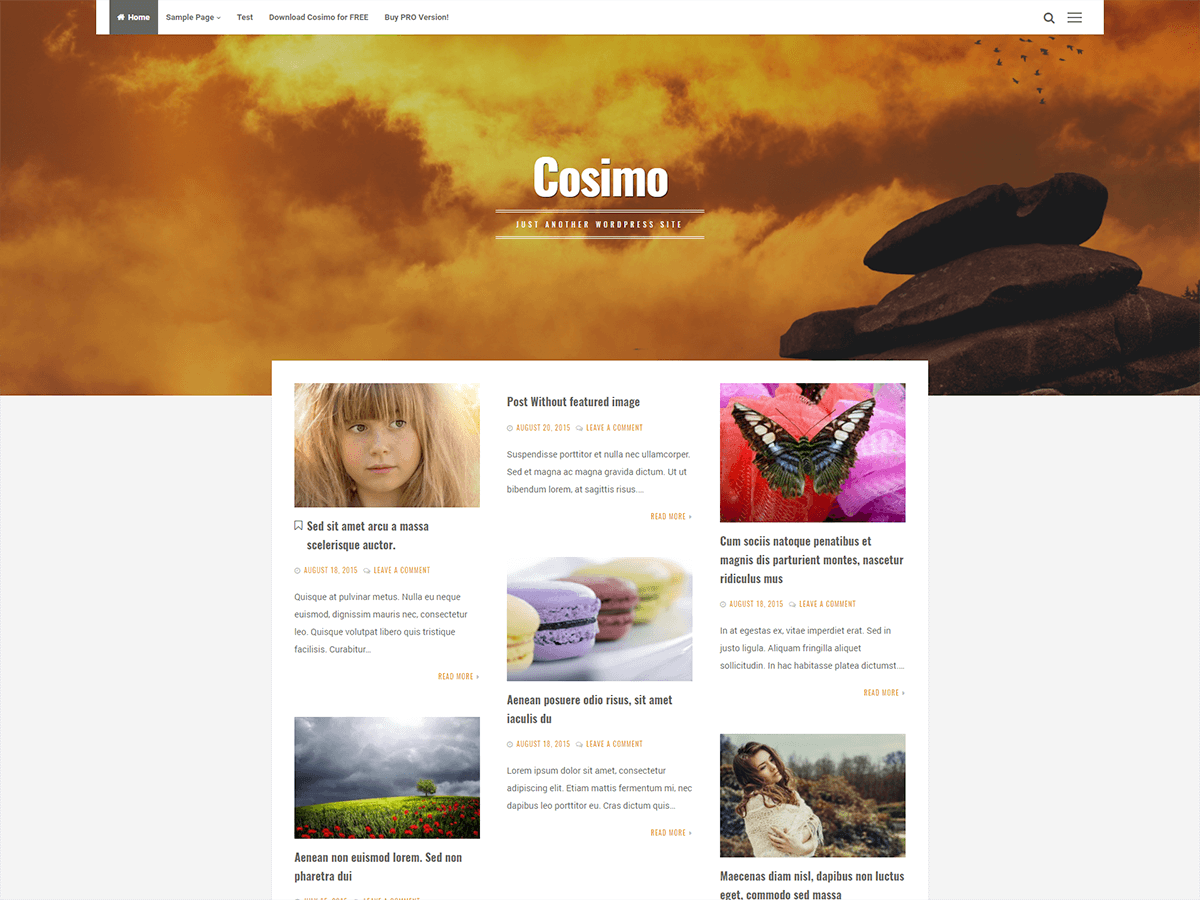 Home
Sample Page
Test
Download Cosimo for FREE
Buy PRO Version!
Cosimo
JUST ANOTHER WORDPRESS SITE
Sed sit amet arcu a massa
scelerisque auctor.
AUGUST 18, 2015 LEAVE A COMMENT
Quisque at pulvinar metus. Nulla eu neque
euismod, dignissim mauris nec, consectetur
leo. Quisque volutpat libero quis tristique
facilisis. Curabitur...
READ MORE »
Aenean non euismod lorem. Sed non
pharetra dui
LEAVE A COMMENT
Post Without featured image
AUGUST 20, 2015 LEAVE A COMMENT
Suspendisse porttitor et nulla nec ullamcorper.
Sed et magna ac magna gravida dictum. Ut ut
bibendum lorem, at sagittis risus....
READ MORE »
Aenean posuere odio risus, sit amet
iaculis du
AUGUST 18, 2015 LEAVE A COMMENT
Lorem ipsum dolor sit amet, consectetur
adipiscing elit. Etiam mattis fermentum mi, nec
dapibus leo porttitor eu. Cras dictum quis...
READ MORE »
Cum sociis natoque penatibus et
magnis dis parturient montes, nascetur
ridiculus mus
AUGUST 18, 2015 LEAVE A COMMENT
In at egestas ex, vitae imperdiet erat. Sed in
justo ligula. Aliquam fringilla aliquet
sollicitudin. In hac habitasse platea dictumst....
READ MORE »
Maecenas diam nisl, dapibus non luctus
eget, commodo sed massa